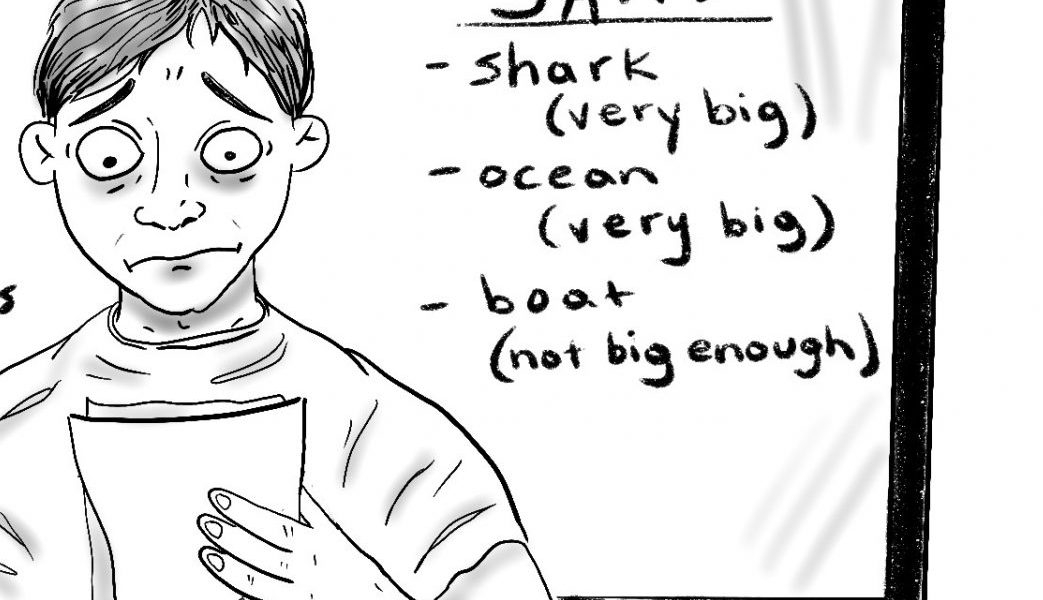 - shark
(very big)
- ocean
(very big)
- boat
(not big enough)